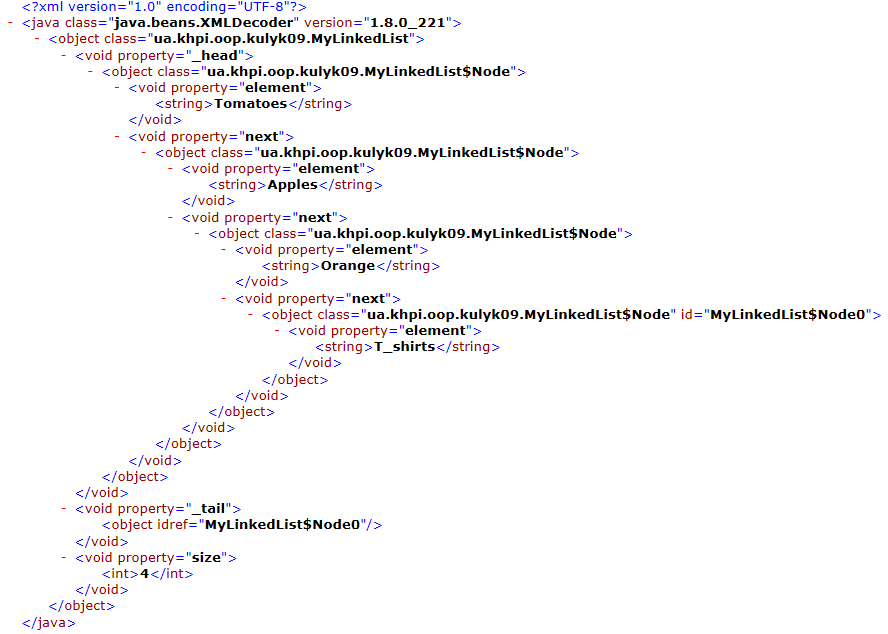 <?xml version="1.0" encoding="UTF-8"?>
- <java class="java.beans.XMLDecoder" version="1.8.0_221">
- <object class="ua.khpi.oop.kulyk09.MyLinkedList">
- <void property="_head">
- <object class="ua.khpi.oop.kulyk09.MyLinkedList$Node">
- <void property="element">
<string>Tomatoes</string>
</void>
- <void property="next">
- <object class="ua.khpi.oop.kulyk09.MyLinkedList$Node">
- <void property="element">
<string>Apples</string>
</void>
- <void property="next">
- <object class="ua.khpi.oop.kulyk09.MyLinkedList$Node">
- <void property="element">
<string>Orange</string>
</void>
- <void property="next">
- <object class="ua.khpi.oop.kulyk09.MyLinkedList$Node" id="MyLinkedList$Node0">
- <void property="element">
<string>T_shirts</string>
</void>
</object>
</void>
</object>
</void>
</object>
</void>
</object>
</void>
- <void property="_tail">
<object idref="MyLinkedList$Node0"/>
</void>
- <void property="size">
<int>4</int>
</void>
</object>
</java>